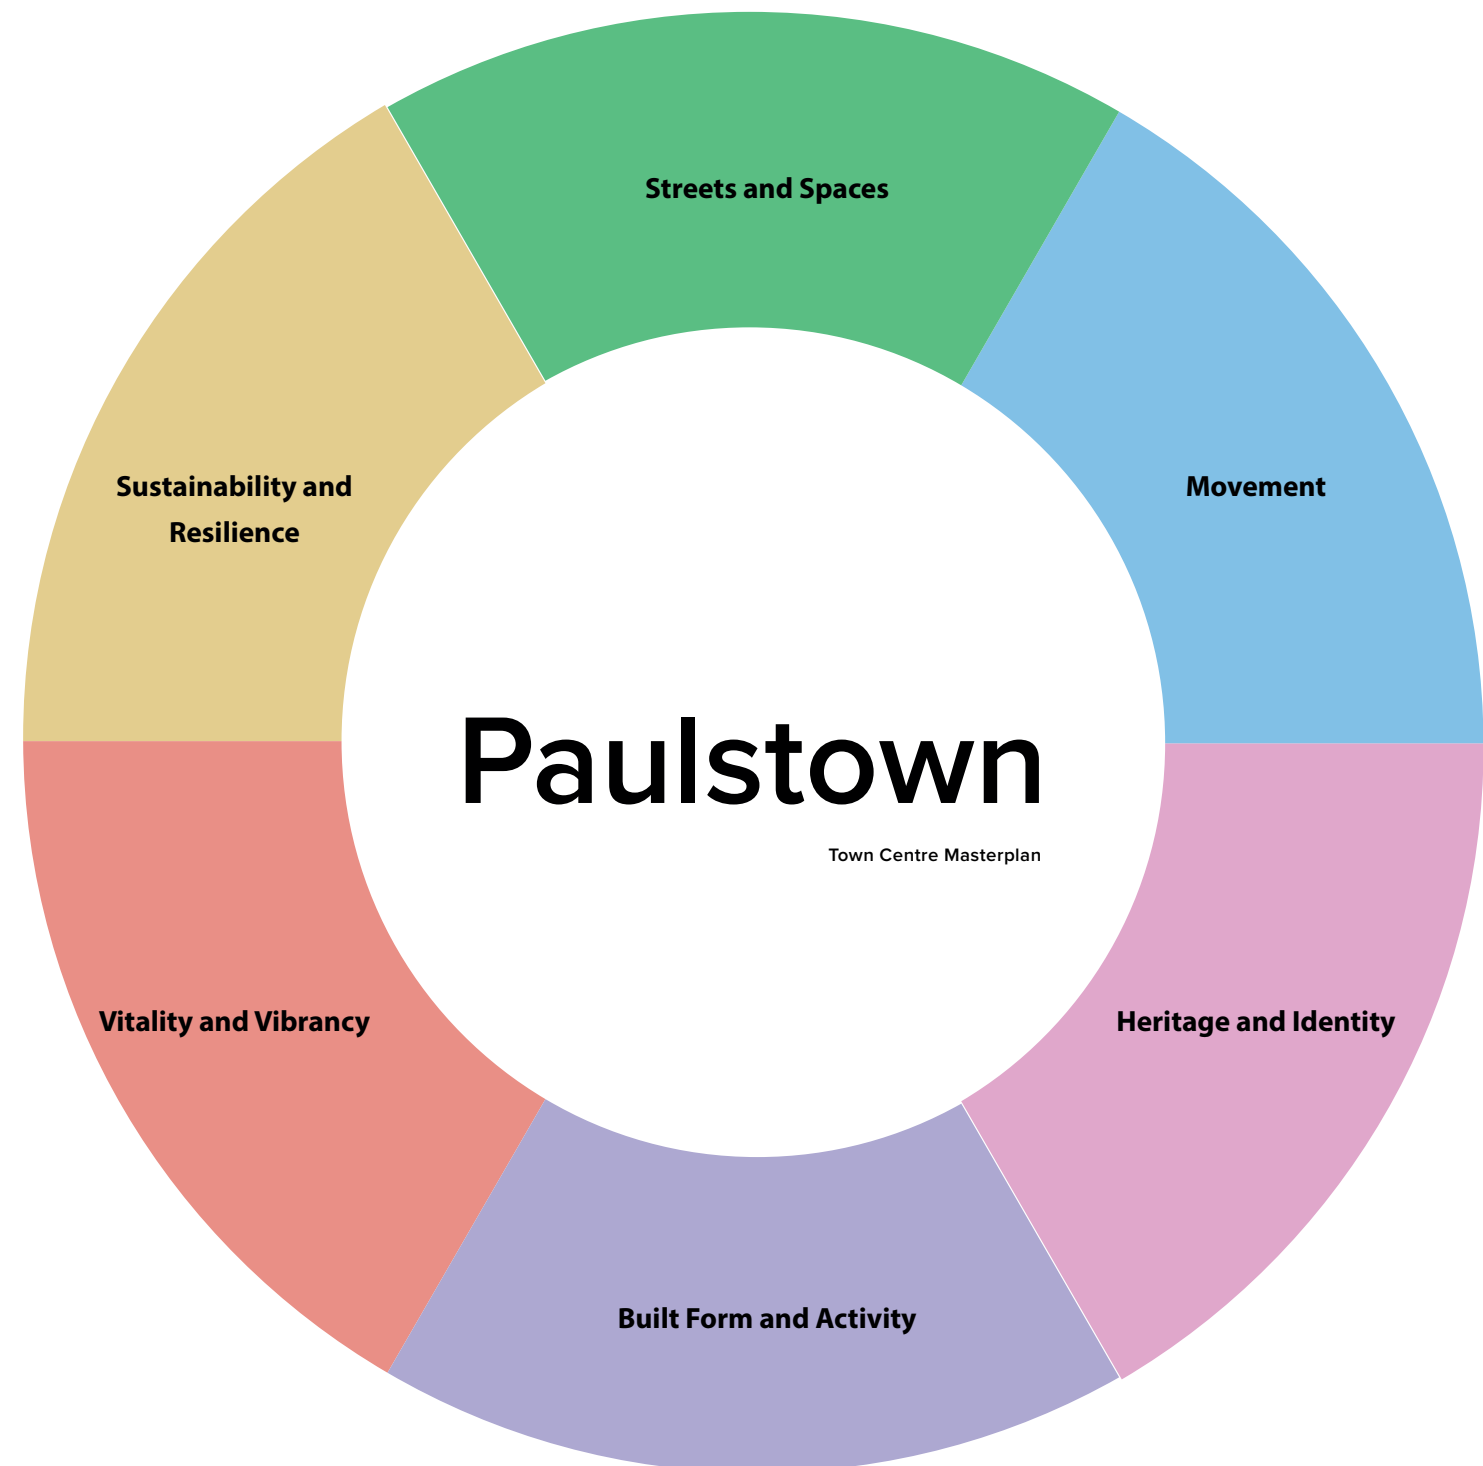 Streets and Spaces
Movement
Sustainability and
Resilience
Paulstown
Town Centre Masterplan
Vitality and Vibrancy
Heritage and Identity
Built Form and Activity